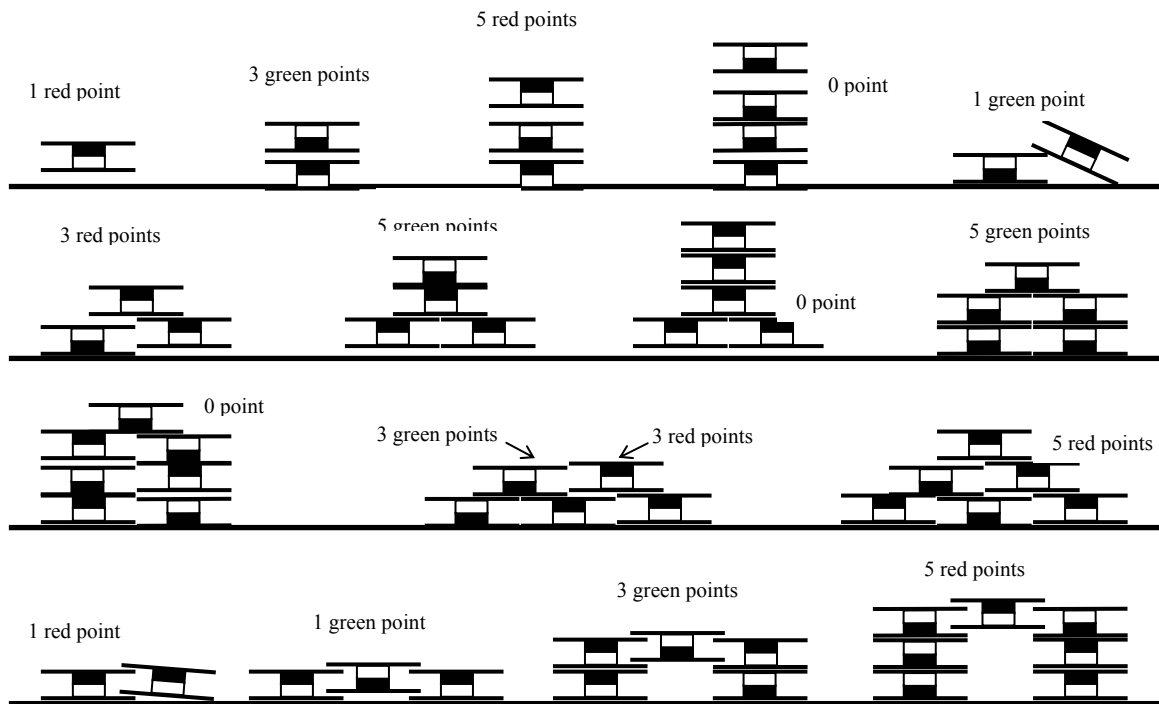 5 red points
3 green points
0 point
1 red point
1 green point
3 red points
5 green points
0 point
5 green points
0 point
3 green points
3 red points
5 red points
1 red point
1 green point
3 green points
5 red points